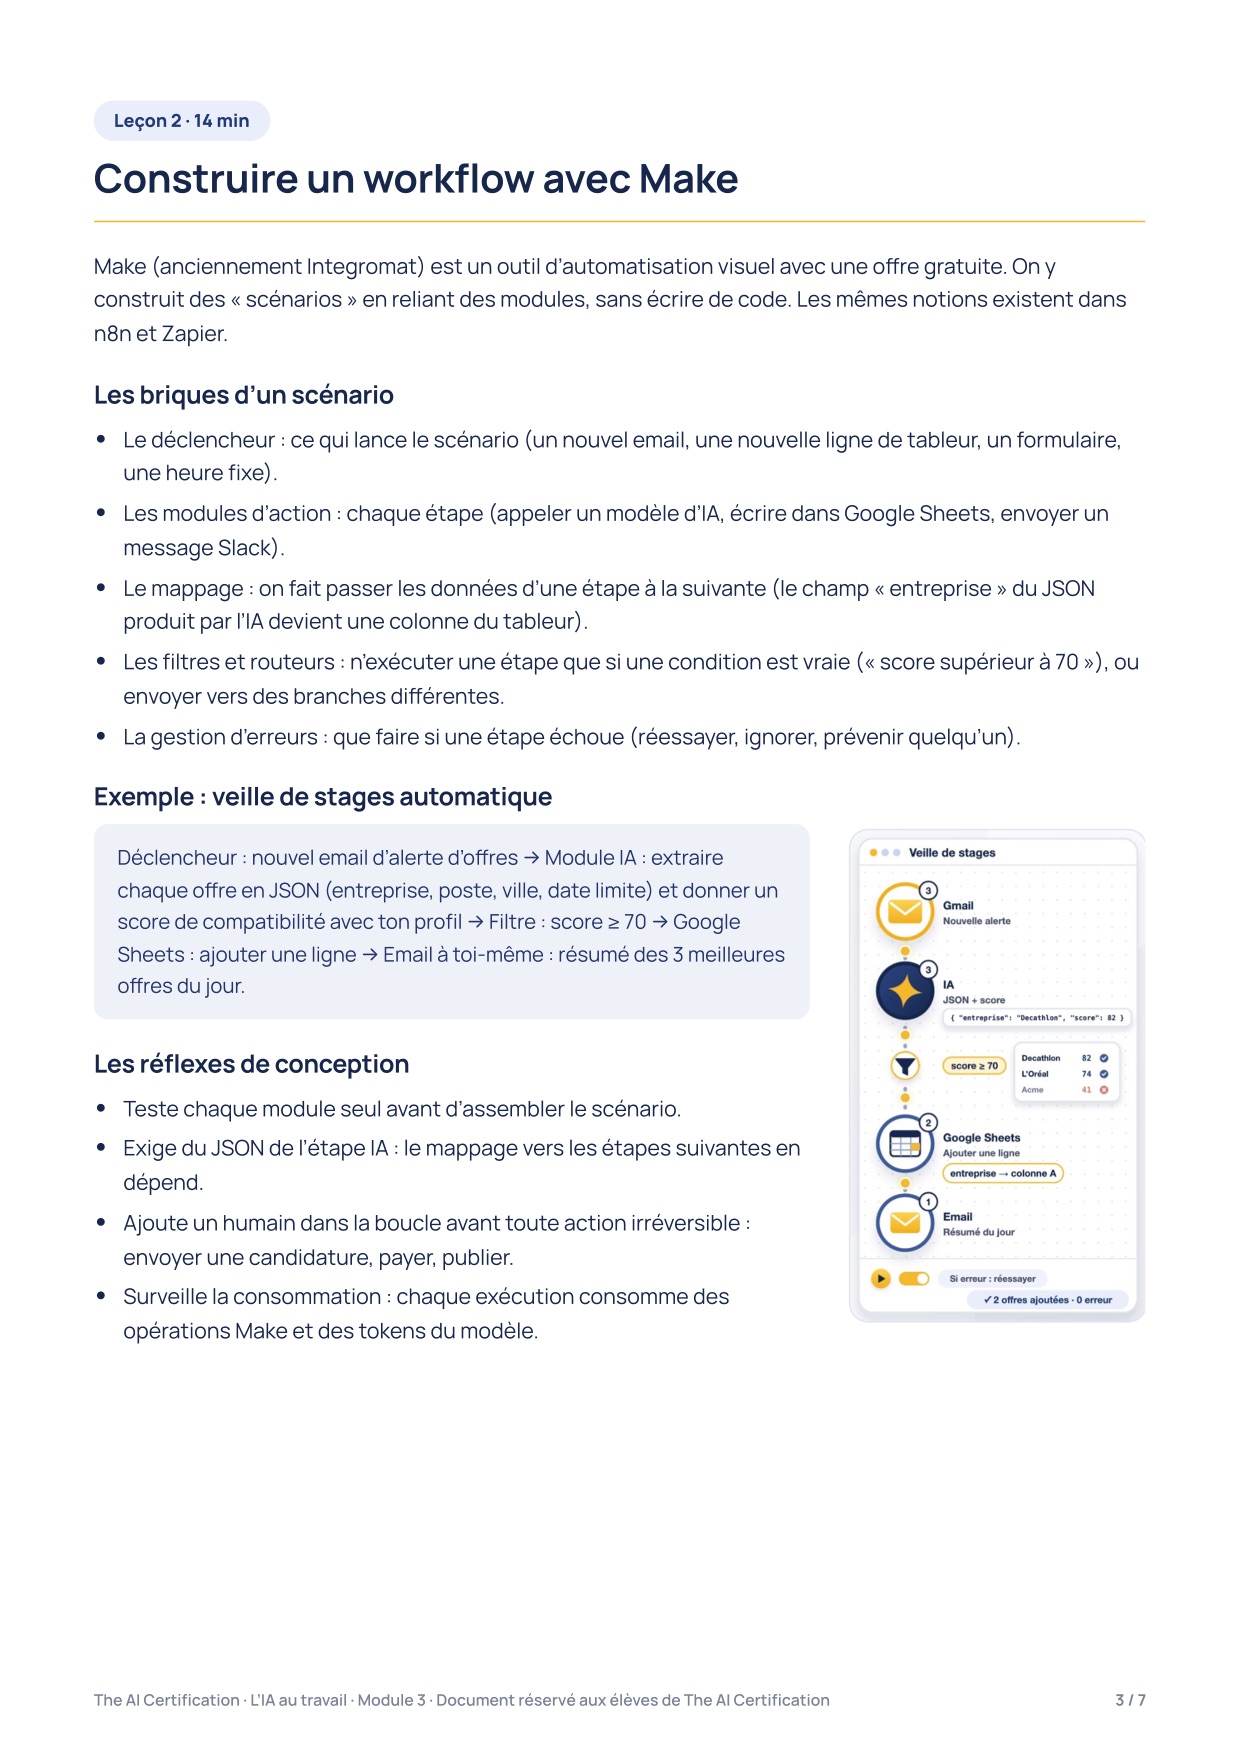 Leçon 2 · 14 min
Construire un workflow avec Make
Make (anciennement Integromat) est un outil d’automatisation visuel avec une offre gratuite. On y
construit des « scénarios » en reliant des modules, sans écrire de code. Les mêmes notions existent dans
n8n et Zapier.
Les briques d’un scénario
• Le déclencheur : ce qui lance le scénario (un nouvel email, une nouvelle ligne de tableur, un formulaire,
une heure fixe).
• Les modules d’action : chaque étape (appeler un modèle d’IA, écrire dans Google Sheets, envoyer un
message Slack).
• Le mappage : on fait passer les données d’une étape à la suivante (le champ « entreprise » du JSON
produit par l’IA devient une colonne du tableur).
• Les filtres et routeurs : n’exécuter une étape que si une condition est vraie (« score supérieur à 70 »), ou
envoyer vers des branches différentes.
• La gestion d’erreurs : que faire si une étape échoue (réessayer, ignorer, prévenir quelqu’un).
Exemple : veille de stages automatique
Déclencheur : nouvel email d’alerte d’offres → Module IA : extraire
chaque offre en JSON (entreprise, poste, ville, date limite) et donner un
score de compatibilité avec ton profil → Filtre : score ≥ 70 → Google
Sheets : ajouter une ligne → Email à toi-même : résumé des 3 meilleures
offres du jour.
Les réflexes de conception
• Teste chaque module seul avant d’assembler le scénario.
• Exige du JSON de l’étape IA : le mappage vers les étapes suivantes en
dépend.
• Ajoute un humain dans la boucle avant toute action irréversible :
envoyer une candidature, payer, publier.
• Surveille la consommation : chaque exécution consomme des
opérations Make et des tokens du modèle.
Veille de stages
3
Gmail
Nouvelle alerte
3
IA
JSON + score
{ "entreprise": "Decathlon", "score": 82 }
score ≥ 70
Decathlon 82
L’Oréal 74
Acme 41
2
Google Sheets
Ajouter une ligne
entreprise → colonne A
1
Email
Résumé du jour
Si erreur : réessayer
✓ 2 offres ajoutées · 0 erreur
The AI Certification · L’IA au travail · Module 3 · Document réservé aux élèves de The AI Certification
3 / 7